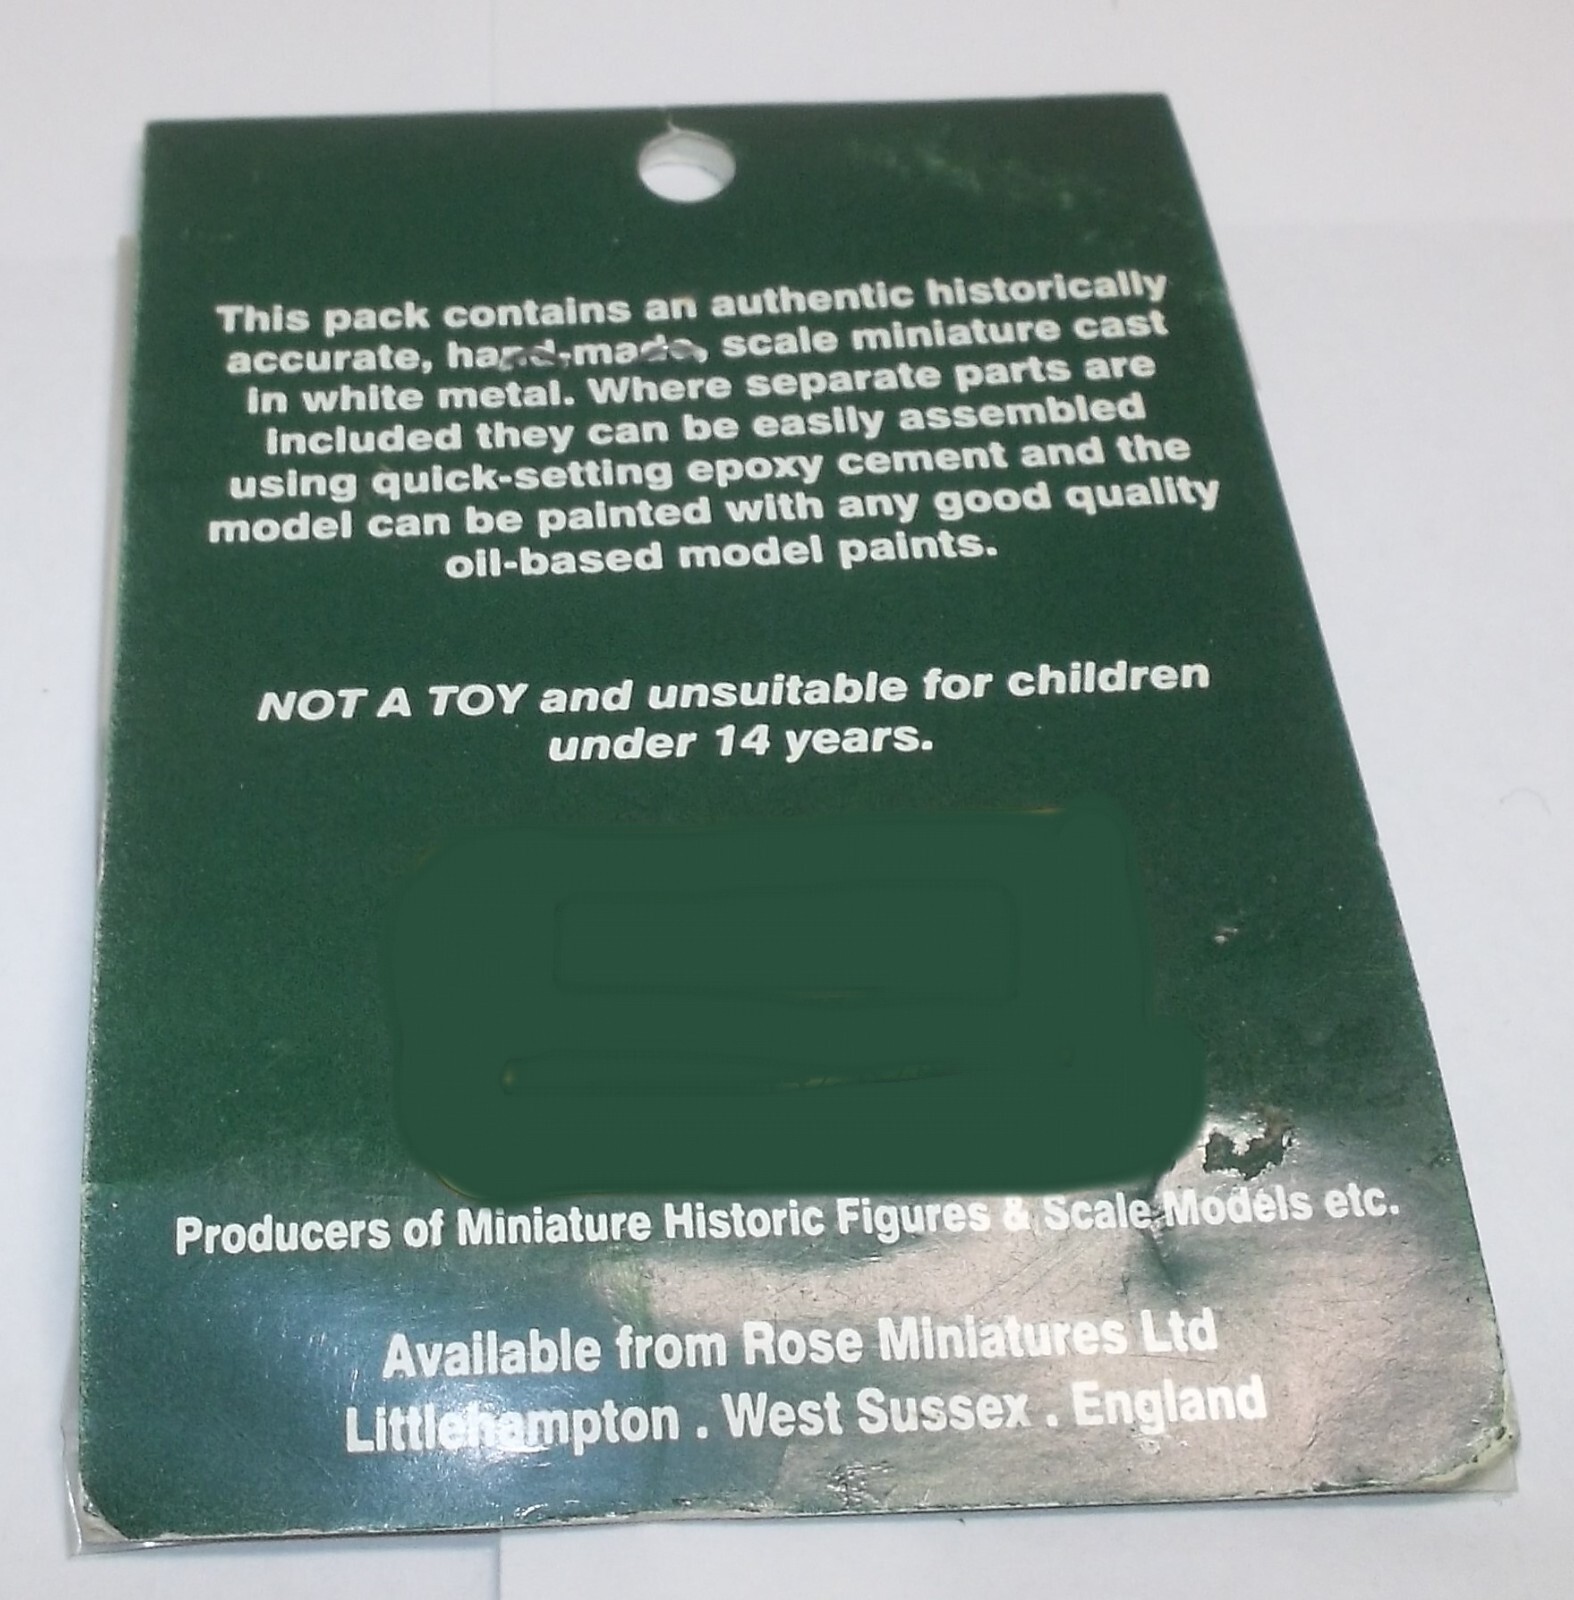 This pack contains an authentic historically
accurate, hand-made, scale miniature cast
in white metal. Where separate parts are
included they can be easily assembled
using quick-setting epoxy cement and the
model can be painted with any good quality
oil-based model paints.
NOT A TOY and unsuitable for children
under 14 years.
Producers of Miniature Historic Figures & Scale Models etc.
Available from Rose Miniatures Ltd
Littlehampton . West Sussex . England